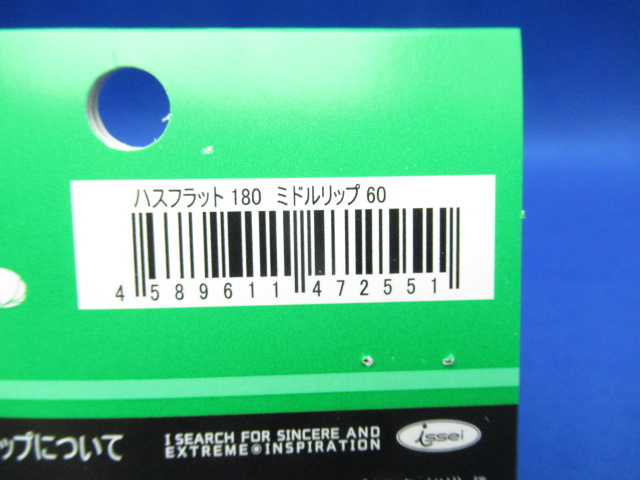 ハスフラット 180 ミドルリップ 60
4 589611 472551
ップについて
I SEARCH FOR SINCERE AND
EXTREME INSPIRATION
issei